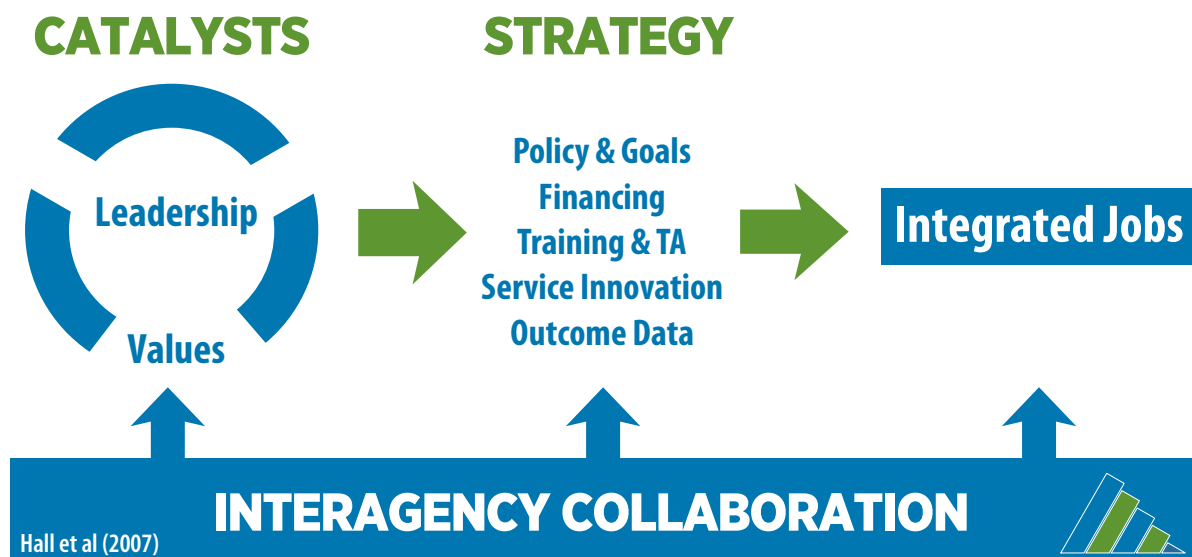 CATALYSTS
Leadership
Values
STRATEGY
Policy & Goals
Financing
Training & TA
Service Innovation
Outcome Data
Integrated Jobs
INTERAGENCY COLLABORATION
Hall et al (2007)